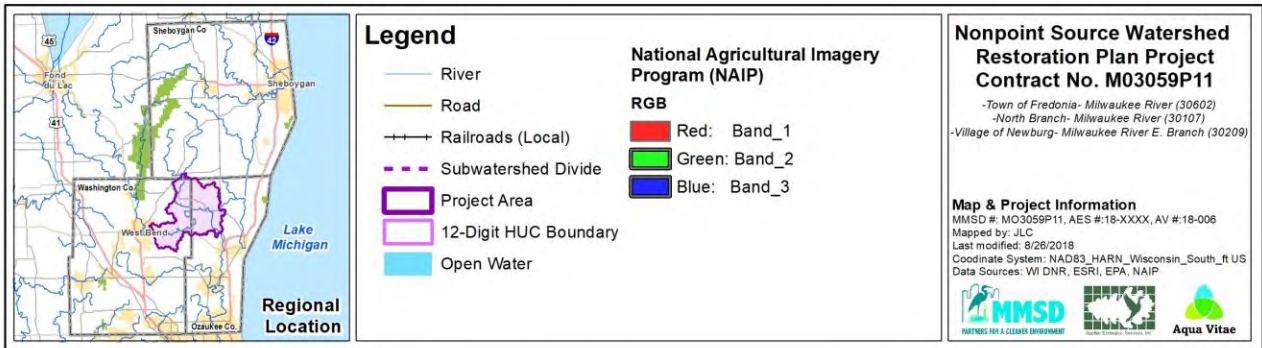 Sheboygan Co
45
42
Fond
du Lac
Sheboygan
41
Washington Co.
West Bend
Lake
Michigan
Ozaukee Co.
Regional
Location
Legend
River
Road
Railroads (Local)
Subwatershed Divide
Project Area
12-Digit HUC Boundary
Open Water
National Agricultural Imagery
Program (NAIP)
RGB
Red: Band_1
Green: Band_2
Blue: Band_3
Nonpoint Source Watershed
Restoration Plan Project
Contract No. M03059P11
-Town of Fredonia- Milwaukee River (30602)
-North Branch- Milwaukee River (30107)
-Village of Newburg- Milwaukee River E. Branch (30209)
Map & Project Information
MMSD #: MO3059P11, AES #:18-XXXX, AV #:18-006
Mapped by: JLC
Last modified: 8/26/2018
Coodinate System: NAD83_HARN_Wisconsin_South_ft US
Data Sources: WI DNR, ESRI, EPA, NAIP
MMSD
PARTNERS FOR A CLEANER ENVIRONMENT
Aqua Vitae